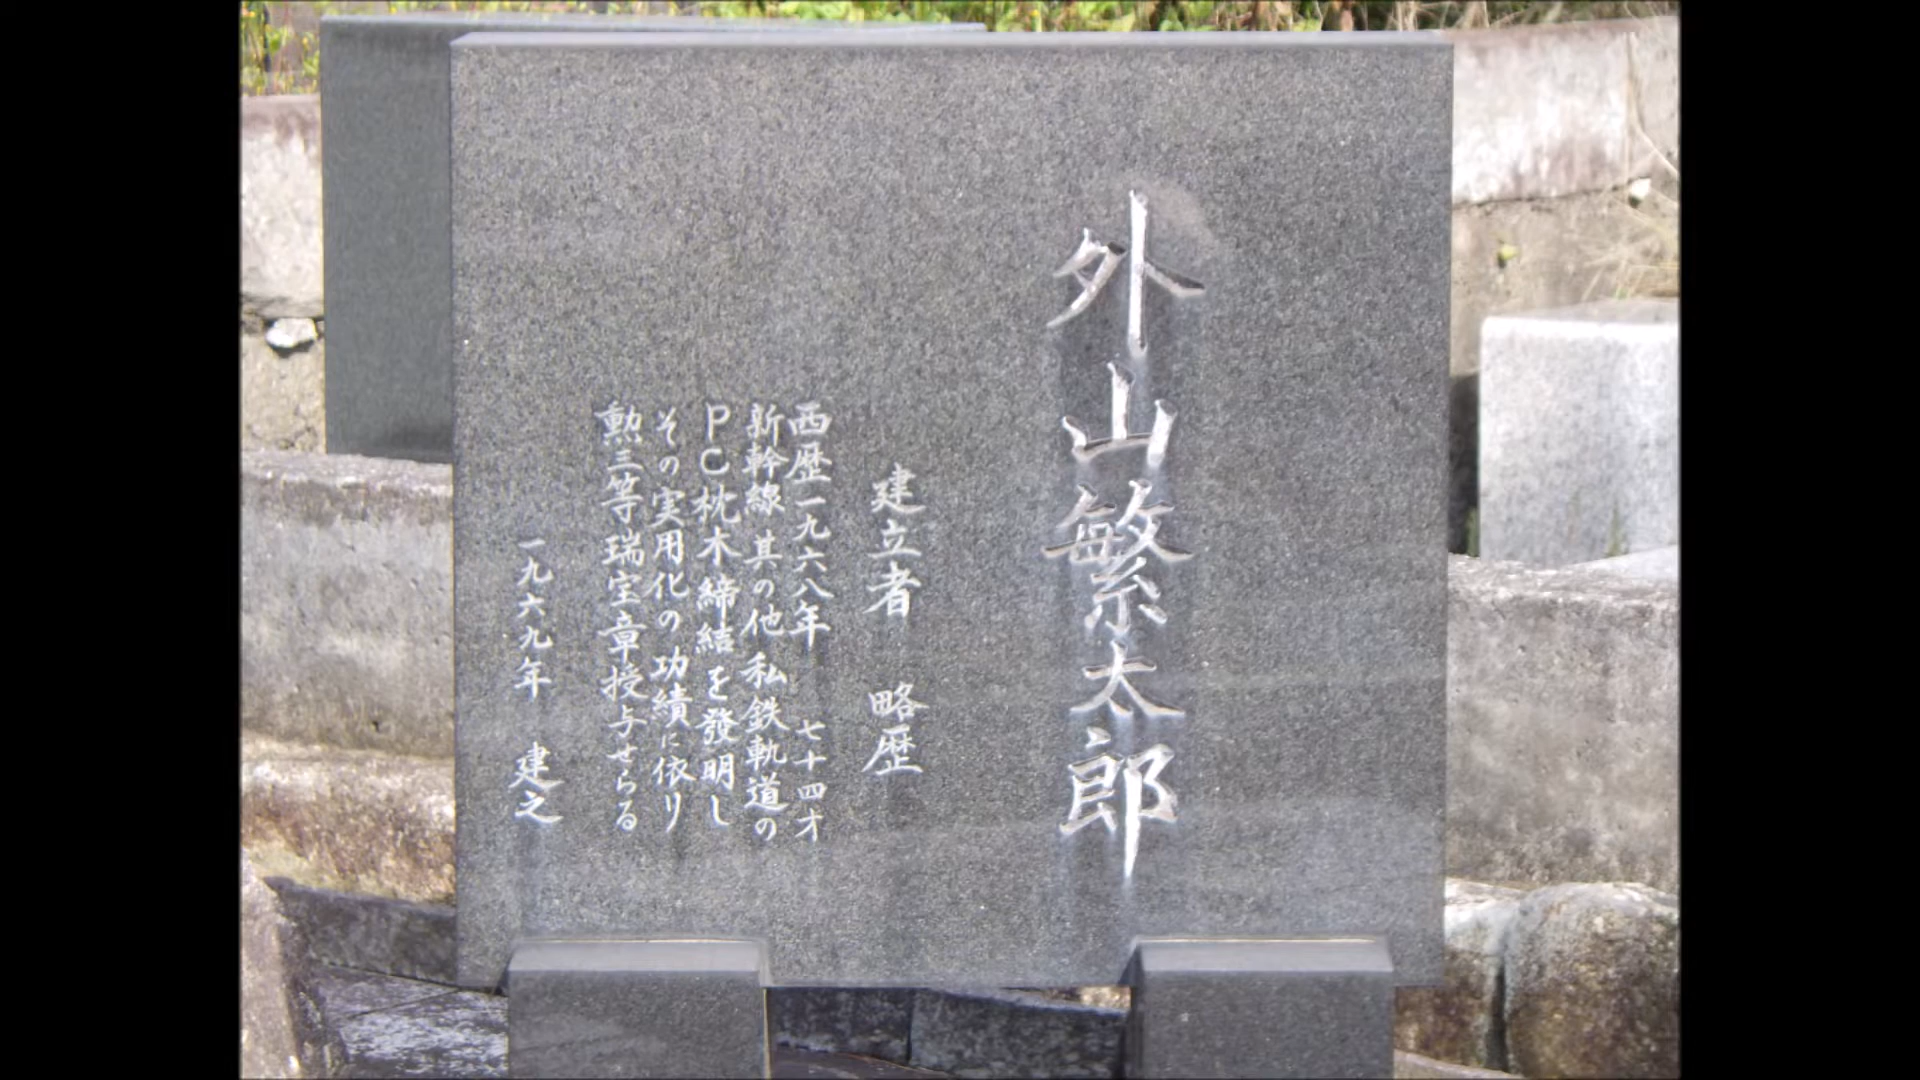 外山繁太郎
建立者 略歴
西歴一九六八年 七十四才
新幹線其の他私鉄軌道の
PC枕木締結を發明し
その実用化の功績に依り
勲三等瑞宝章授与せらる
一九六九年 建之